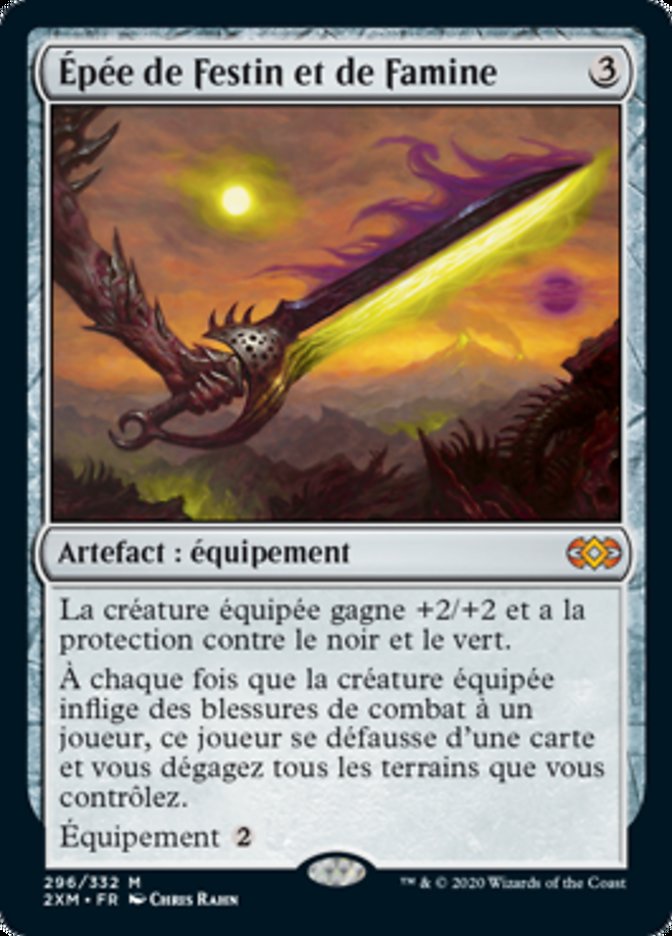 Épée de Festin et de Famine 3
Artefact : équipement
La créature équipée gagne +2/+2 et a la
protection contre le noir et le vert.
À chaque fois que la créature équipée
inflige des blessures de combat à un
joueur, ce joueur se défausse d'une carte
et vous dégagez tous les terrains que vous
contrôlez.
Équipement 2
296/332 M
2XM • FR Chris Rahn
™ & © 2020 Wizards of the Coast